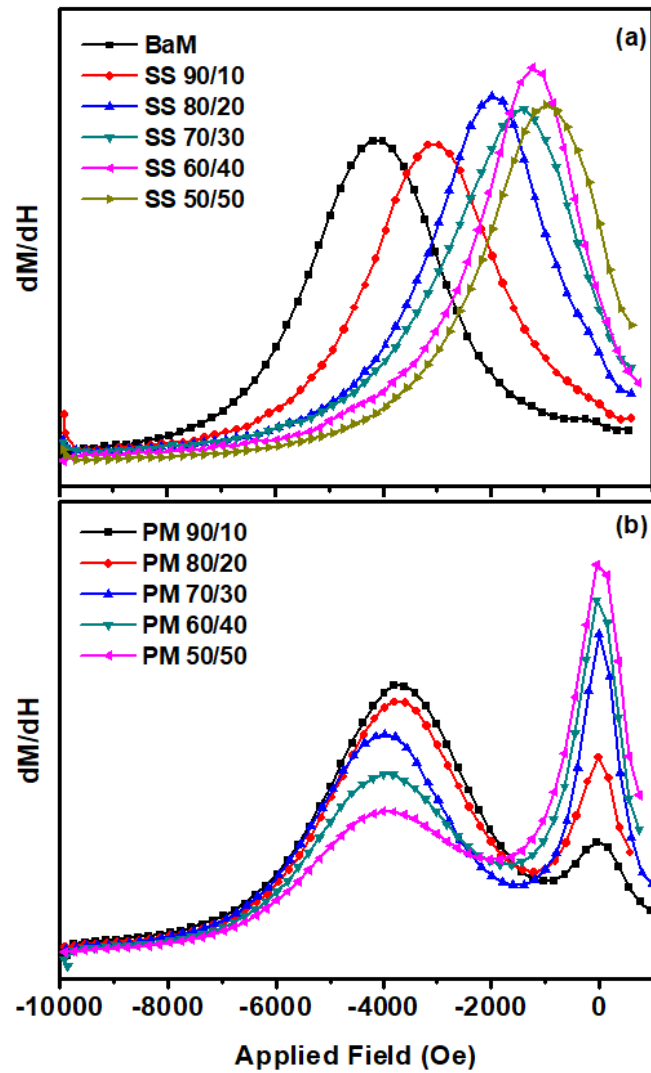 (a)
BaM
SS 90/10
SS 80/20
SS 70/30
SS 60/40
SS 50/50
dM/dH
(b)
PM 90/10
PM 80/20
PM 70/30
PM 60/40
PM 50/50
dM/dH
-10000 -8000 -6000 -4000 -2000 0
Applied Field (Oe)